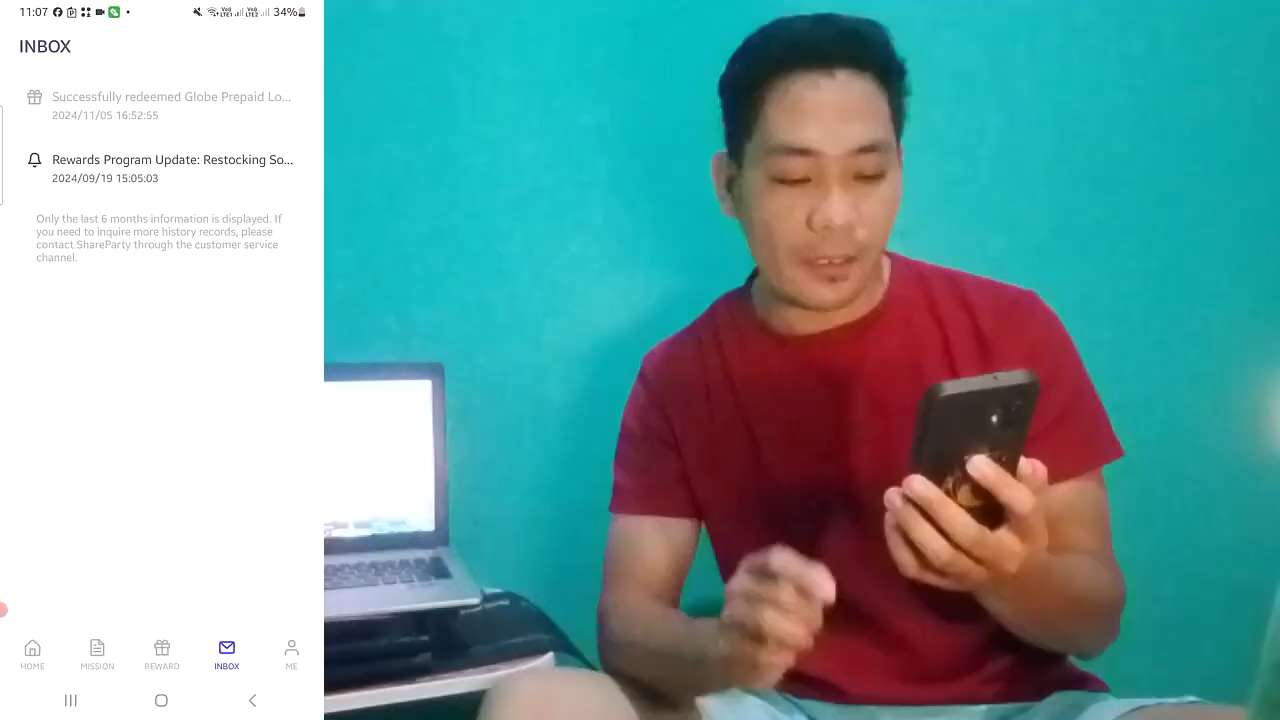 11:07
VoLTE1 VoLTE2 34%
INBOX
Successfully redeemed Globe Prepaid Lo...
2024/11/05 16:52:55
Rewards Program Update: Restocking So...
2024/09/19 15:05:03
Only the last 6 months information is displayed. If
you need to inquire more history records, please
contact ShareParty through the customer service
channel.
HOME MISSION REWARD INBOX ME